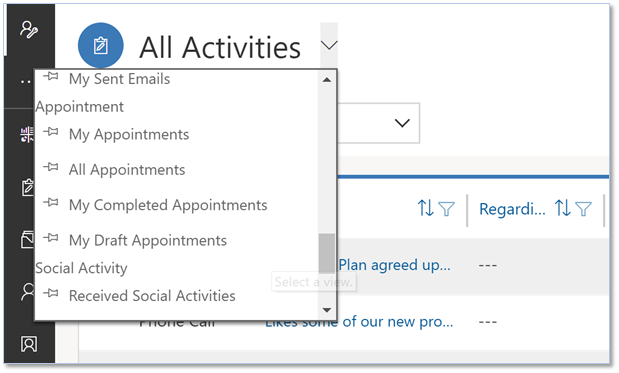 All Activities
My Sent Emails
Appointment
My Appointments
All Appointments
My Completed Appointments
My Draft Appointments
Social Activity
Received Social Activities
Regardi...
Plan agreed up... ---
Select a view.
Phone Call Likes some of our new pro... ---